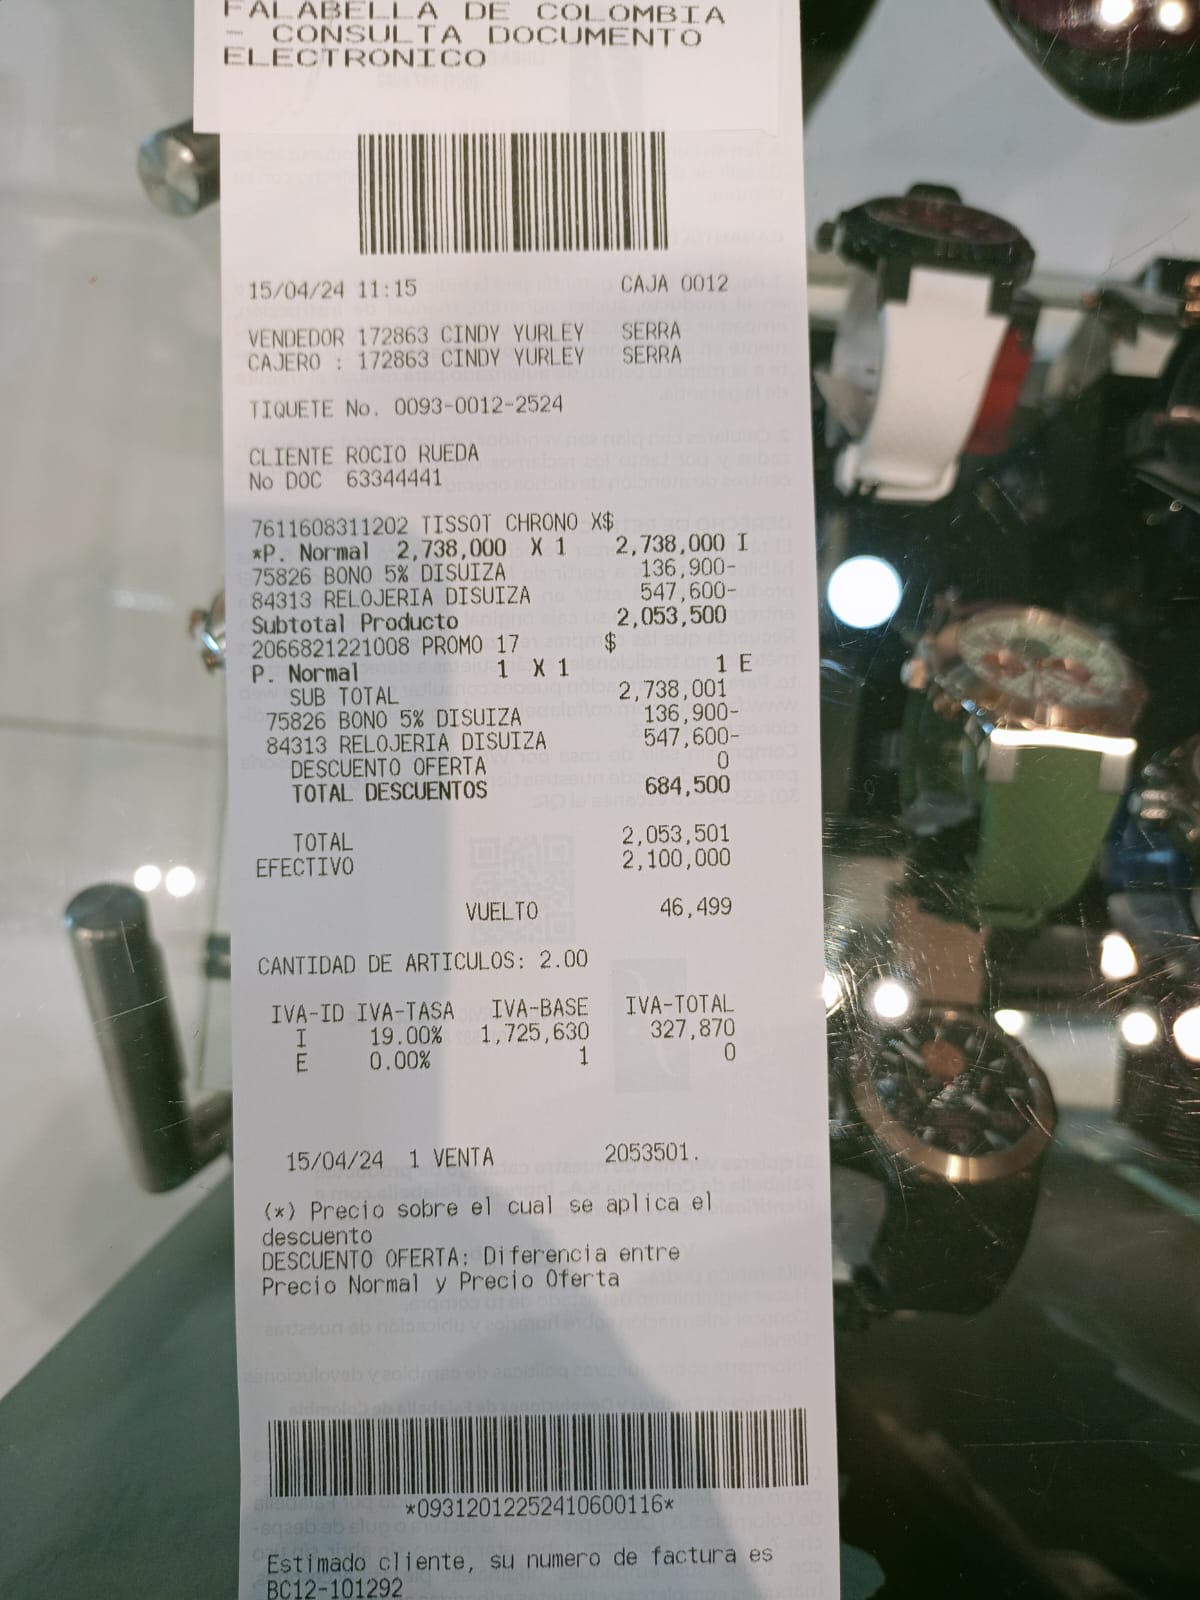 FALABELLA DE COLOMBIA
- CONSULTA DOCUMENTO
ELECTRONICO
15/04/24 11:15 CAJA 0012
VENDEDOR 172863 CINDY YURLEY SERRA
CAJERO : 172863 CINDY YURLEY SERRA
TIQUETE No. 0093-0012-2524
CLIENTE ROCIO RUEDA
No DOC 63344441
7611608311202 TISSOT CHRONO X$
*P. Normal 2,738,000 X 1 2,738,000 I
75826 BONO 5% DISUIZA 136,900-
84313 RELOJERIA DISUIZA 547,600-
Subtotal Producto 2,053,500
2066821221008 PROMO 17 $
P. Normal 1 X 1 1 E
SUB TOTAL 2,738,001
75826 BONO 5% DISUIZA 136,900-
84313 RELOJERIA DISUIZA 547,600-
DESCUENTO OFERTA 0
TOTAL DESCUENTOS 684,500
TOTAL 2,053,501
EFECTIVO 2,100,000
VUELTO 46,499
CANTIDAD DE ARTICULOS: 2.00
IVA-ID IVA-TASA IVA-BASE IVA-TOTAL
I 19.00% 1,725,630 327,870
E 0.00% 1 0
15/04/24 1 VENTA 2053501.
(*) Precio sobre el cual se aplica el
descuento
DESCUENTO OFERTA: Diferencia entre
Precio Normal y Precio Oferta
*09312012252410600116*
Estimado cliente, su numero de factura es
BC12-101292